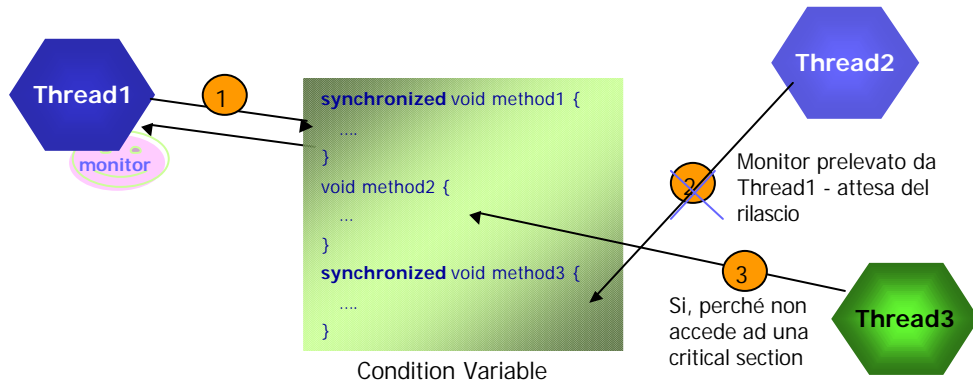 Thread1
1
monitor
synchronized void method1 {
....
}
void method2 {
...
}
synchronized void method3 {
....
}
Condition Variable
Thread2
2
Monitor prelevato da
Thread1 - attesa del
rilascio
3
Si, perché non
accede ad una
critical section
Thread3